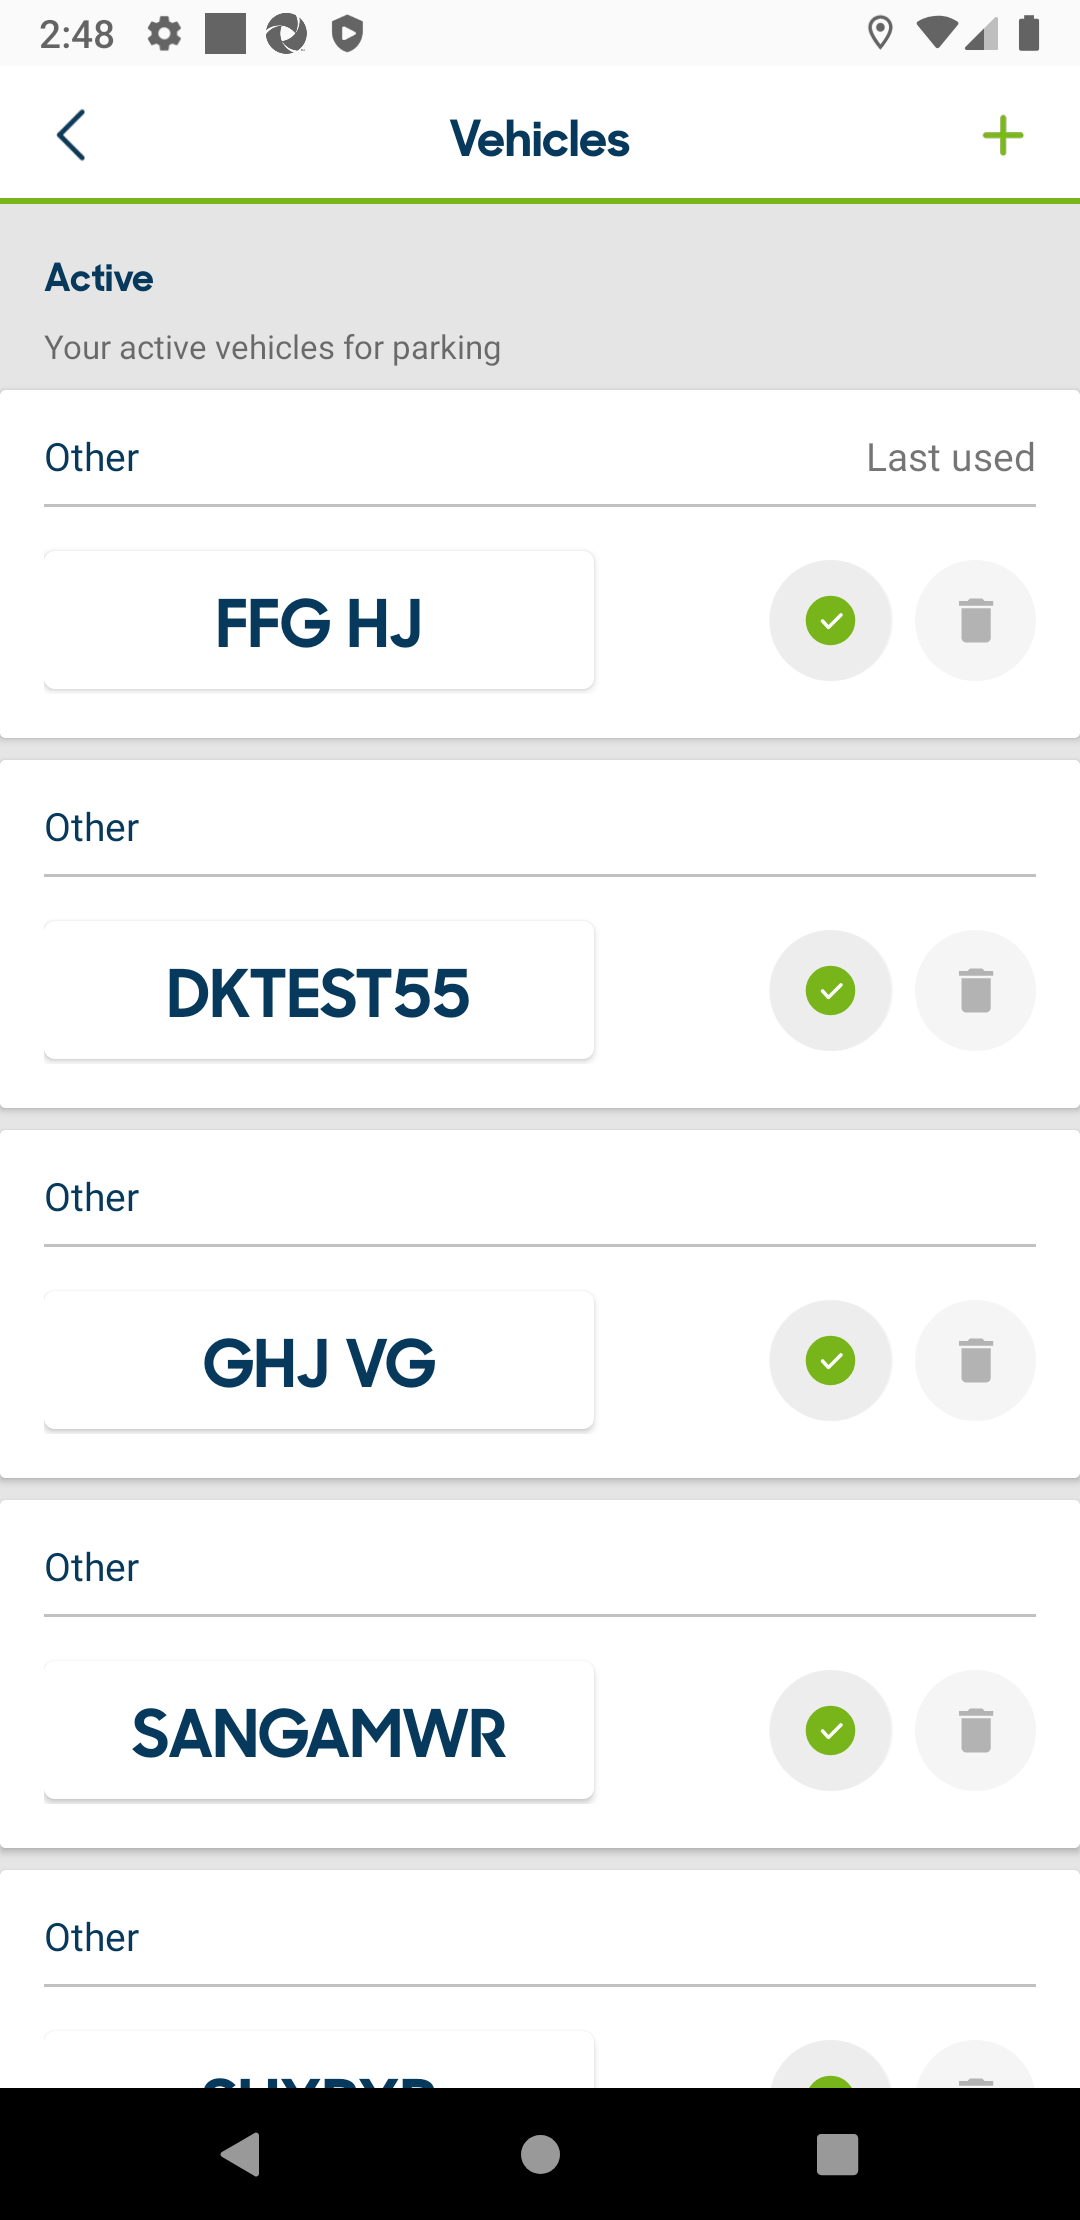 2:48
Vehicles
Active
Your active vehicles for parking
Other Last used
FFG HJ
Other
DKTEST55
Other
GHJ VG
Other
SANGAMWR
Other